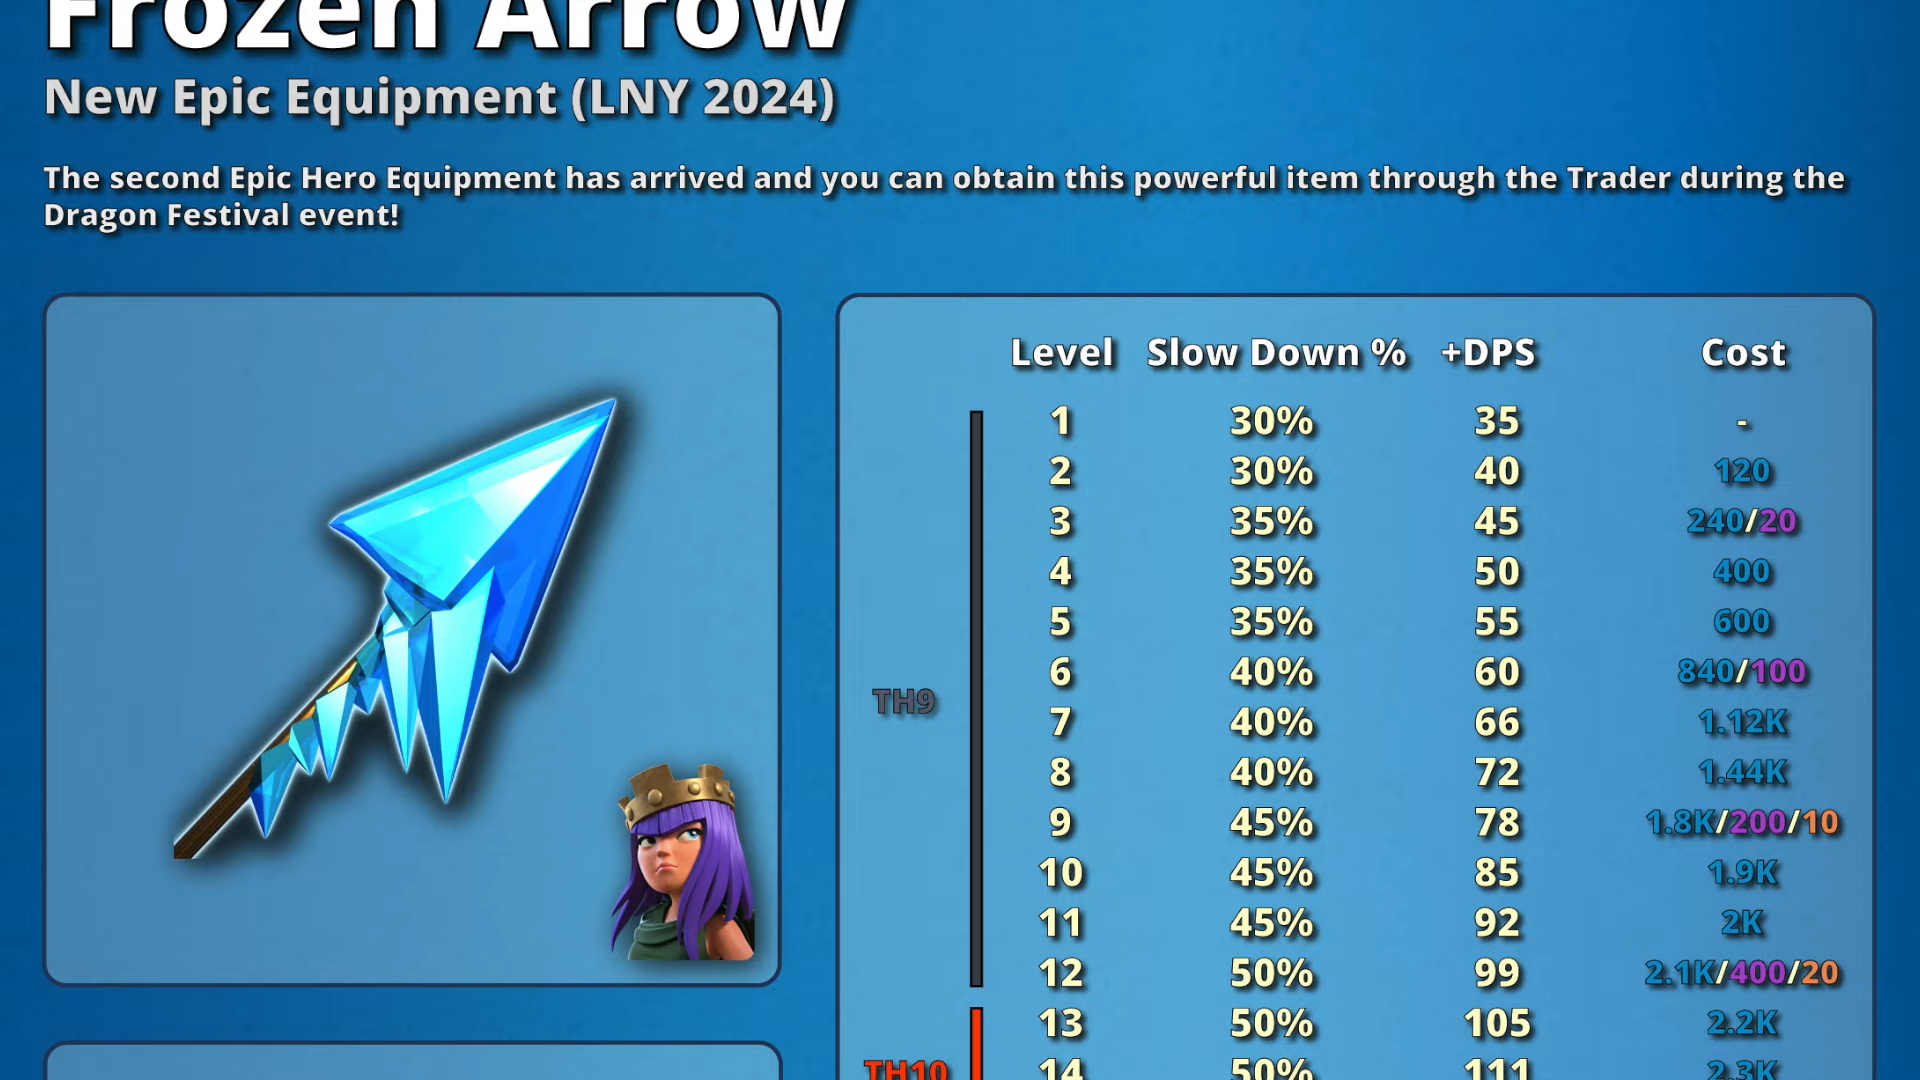 Frozen Arrow
New Epic Equipment (LNY 2024)
The second Epic Hero Equipment has arrived and you can obtain this powerful item through the Trader during the
Dragon Festival event!
Level Slow Down % +DPS Cost
1 30% 35 -
2 30% 40 120
3 35% 45 240/20
4 35% 50 400
5 35% 55 600
6 40% 60 840/100
TH9
7 40% 66 1.12K
8 40% 72 1.44K
9 45% 78 1.8K/200/10
10 45% 85 1.9K
11 45% 92 2K
12 50% 99 2.1K/400/20
13 50% 105 2.2K
TH10 14 50% 111 2.3K